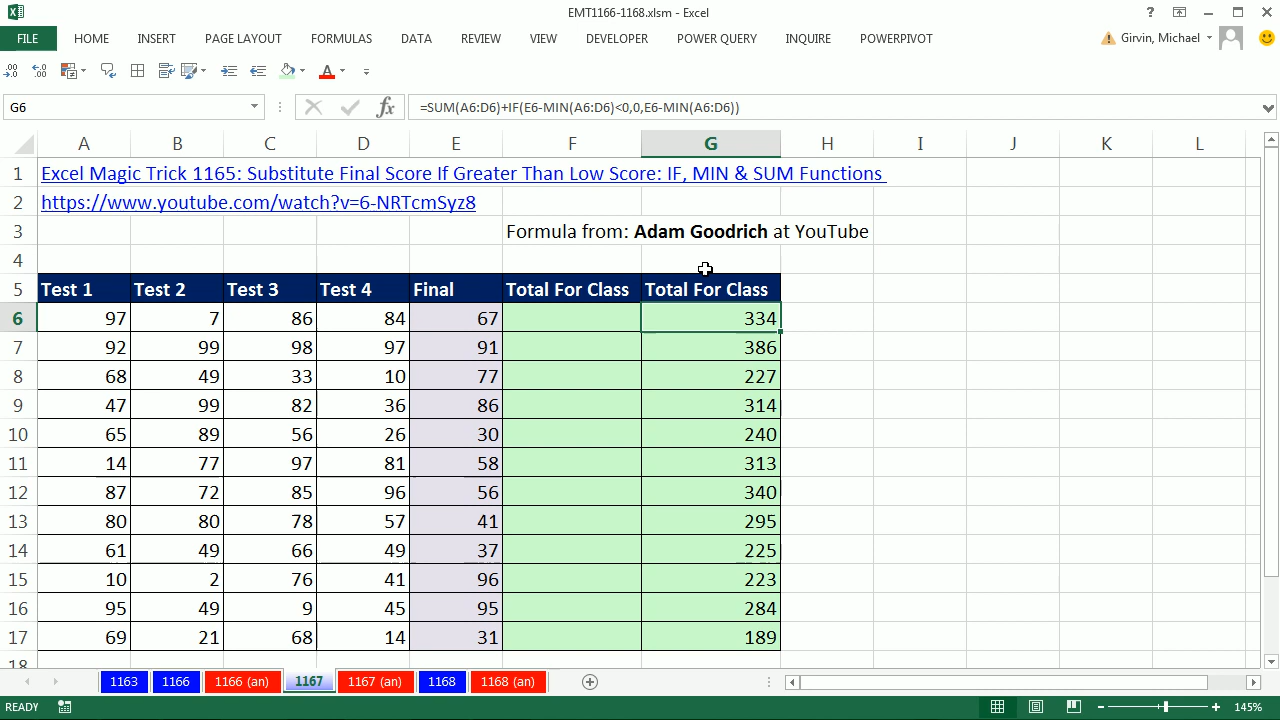 EMT1166-1168.xlsm - Excel
FILE HOME INSERT PAGE LAYOUT FORMULAS DATA REVIEW VIEW DEVELOPER POWER QUERY INQUIRE POWERPIVOT Girvin, Michael
G6 =SUM(A6:D6)+IF(E6-MIN(A6:D6)<0,0,E6-MIN(A6:D6))
A B C D E F G H I J K L
1 Excel Magic Trick 1165: Substitute Final Score If Greater Than Low Score: IF, MIN & SUM Functions
2 https://www.youtube.com/watch?v=6-NRTcmSyz8
3 Formula from: Adam Goodrich at YouTube
4
5 Test 1 Test 2 Test 3 Test 4 Final Total For Class Total For Class
6 97 7 86 84 67 334
7 92 99 98 97 91 386
8 68 49 33 10 77 227
9 47 99 82 36 86 314
10 65 89 56 26 30 240
11 14 77 97 81 58 313
12 87 72 85 96 56 340
13 80 80 78 57 41 295
14 61 49 66 49 37 225
15 10 2 76 41 96 223
16 95 49 9 45 95 284
17 69 21 68 14 31 189
18
1163 1166 1166 (an) 1167 1167 (an) 1168 1168 (an)
READY 145%